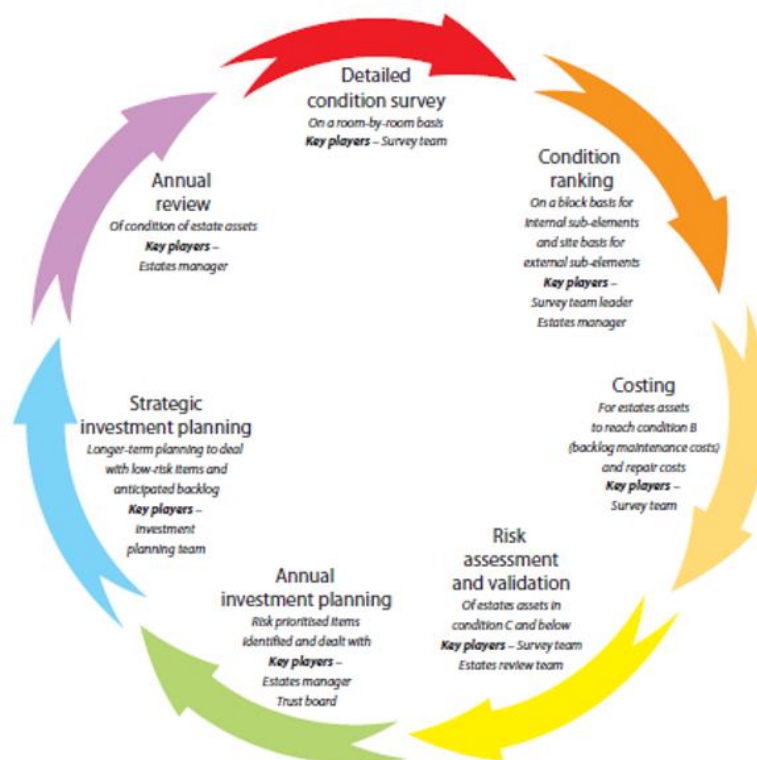 Detailed
condition survey
On a room-by-room basis
Key players – Survey team
Condition
ranking
On a block basis for
internal sub-elements
and site basis for
external sub-elements
Key players –
Survey team leader
Estates manager
Costing
For estates assets
to reach condition B
(backlog maintenance costs)
and repair costs
Key players –
Survey team
Risk
assessment
and validation
Of estates assets in
condition C and below
Key players – Survey team
Estates review team
Annual
investment planning
Risk prioritised items
identified and dealt with
Key players –
Estates manager
Trust board
Strategic
investment planning
Longer-term planning to deal
with low-risk items and
anticipated backlog
Key players –
Investment
planning team
Annual
review
Of condition of estate assets
Key players –
Estates manager